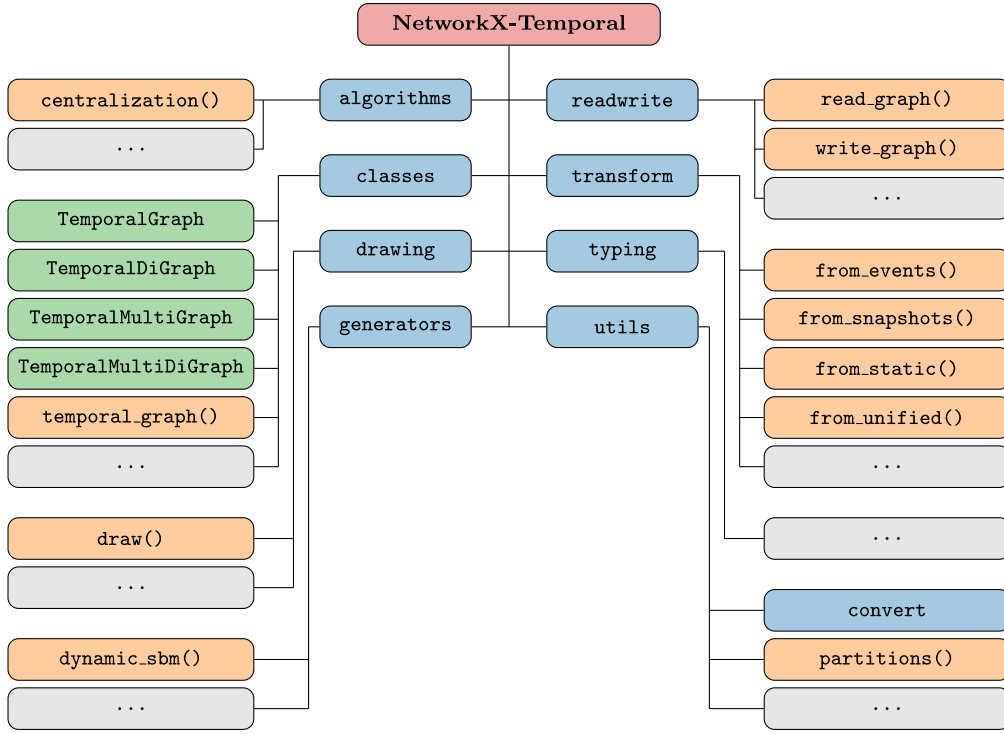 NetworkX-Temporal
centralization()
...
algorithms
classes
TemporalGraph
TemporalDiGraph
TemporalMultiGraph
TemporalMultiDiGraph
temporal_graph()
...
drawing
draw()
...
generators
dynamic_sbm()
...
readwrite
read_graph()
write_graph()
...
transform
from_events()
from_snapshots()
from_static()
from_unified()
...
typing
...
utils
convert
partitions()
...